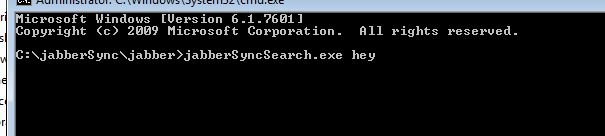 Administrator: C:\Windows\System32\cmd.exe
Microsoft Windows [Version 6.1.7601]
Copyright (c) 2009 Microsoft Corporation.  All rights reserved.
C:\jabberSync\jabber>jabberSyncSearch.exe hey